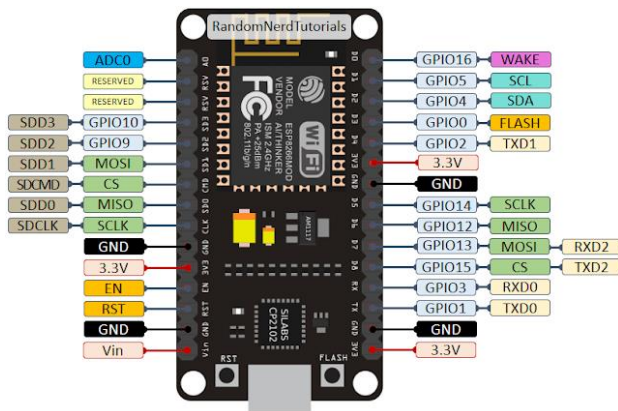 RandomNerdTutorials
ADC0
RESERVED
RESERVED
SDD3 GPIO10
SDD2 GPIO9
SDD1 MOSI
SDCMD CS
SDD0 MISO
SDCLK SCLK
GND
3.3V
EN
RST
GND
Vin
A0
RSV
RSV
SD3
SD2
SD1
CMD
SD0
CLK
GND
3V3
EN
RST
GND
Vin
MODEL ESP8266MOD
VENDOR AI/THINKER
ISM 2.4GHz
PA +25dBm
802.11b/g/n
FC
WiFi
AM1117
SILABS
CP2102
RST
FLASH
D0
D1
D2
D3
D4
3V3
GND
D5
D6
D7
D8
RX
TX
GND
3V3
GPIO16 WAKE
GPIO5 SCL
GPIO4 SDA
GPIO0 FLASH
GPIO2 TXD1
3.3V
GND
GPIO14 SCLK
GPIO12 MISO
GPIO13 MOSI RXD2
GPIO15 CS TXD2
GPIO3 RXD0
GPIO1 TXD0
GND
3.3V